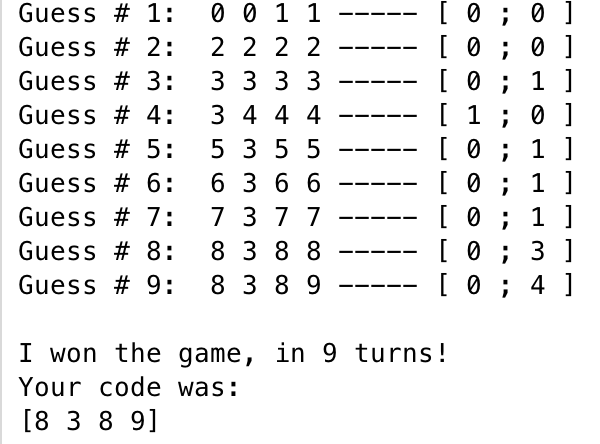 Guess # 1:  0 0 1 1 ----- [ 0 ; 0 ]
Guess # 2:  2 2 2 2 ----- [ 0 ; 0 ]
Guess # 3:  3 3 3 3 ----- [ 0 ; 1 ]
Guess # 4:  3 4 4 4 ----- [ 1 ; 0 ]
Guess # 5:  5 3 5 5 ----- [ 0 ; 1 ]
Guess # 6:  6 3 6 6 ----- [ 0 ; 1 ]
Guess # 7:  7 3 7 7 ----- [ 0 ; 1 ]
Guess # 8:  8 3 8 8 ----- [ 0 ; 3 ]
Guess # 9:  8 3 8 9 ----- [ 0 ; 4 ]
I won the game, in 9 turns!
Your code was:
[8 3 8 9]